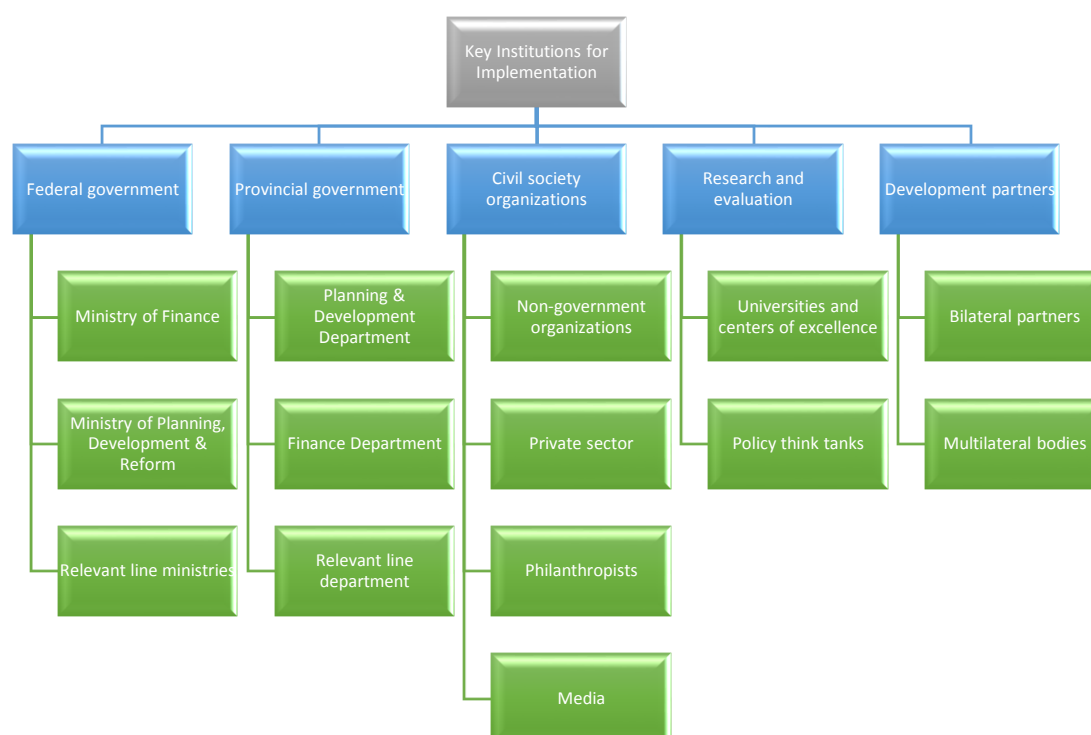 Key Institutions for
Implementation
Federal government
Provincial government
Civil society
organizations
Research and
evaluation
Development partners
Ministry of Finance
Planning &
Development
Department
Non-government
organizations
Universities and
centers of excellence
Bilateral partners
Ministry of Planning,
Development &
Reform
Finance Department
Private sector
Policy think tanks
Multilateral bodies
Relevant line ministries
Relevant line
department
Philanthropists
Media